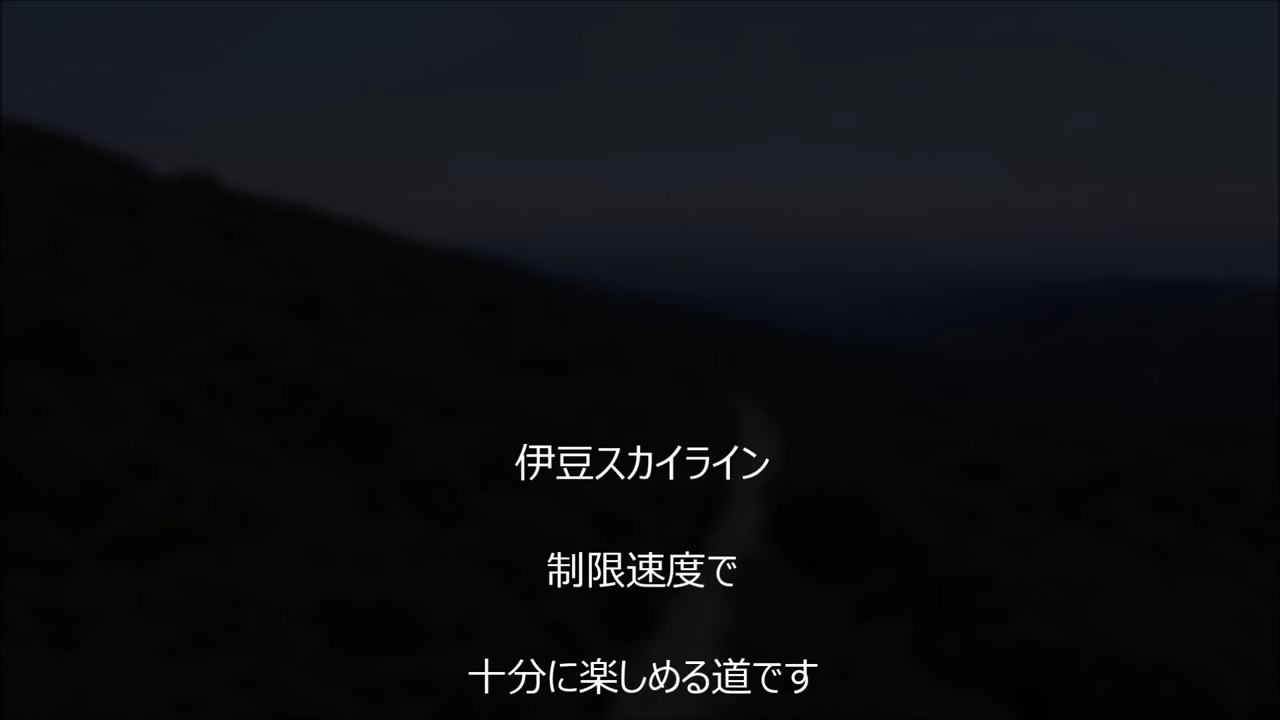 伊豆スカイライン
制限速度で
十分に楽しめる道です